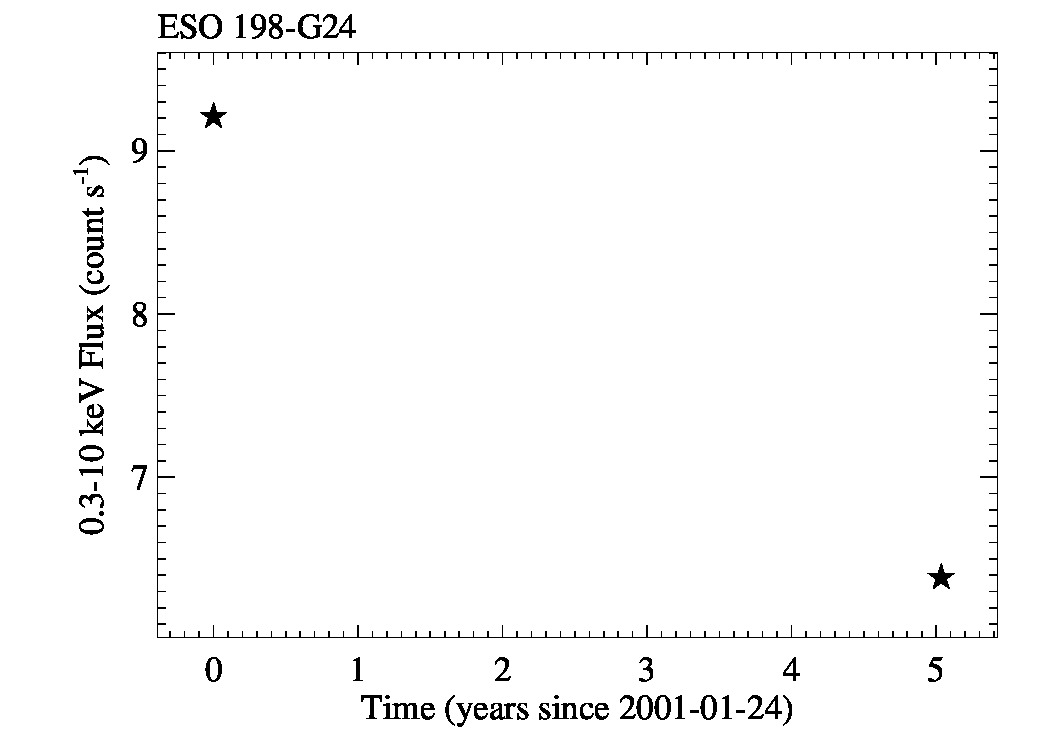 ESO 198-G24
9
8
7
0.3-10 keV Flux (count s⁻¹)
0 1 2 3 4 5
Time (years since 2001-01-24)